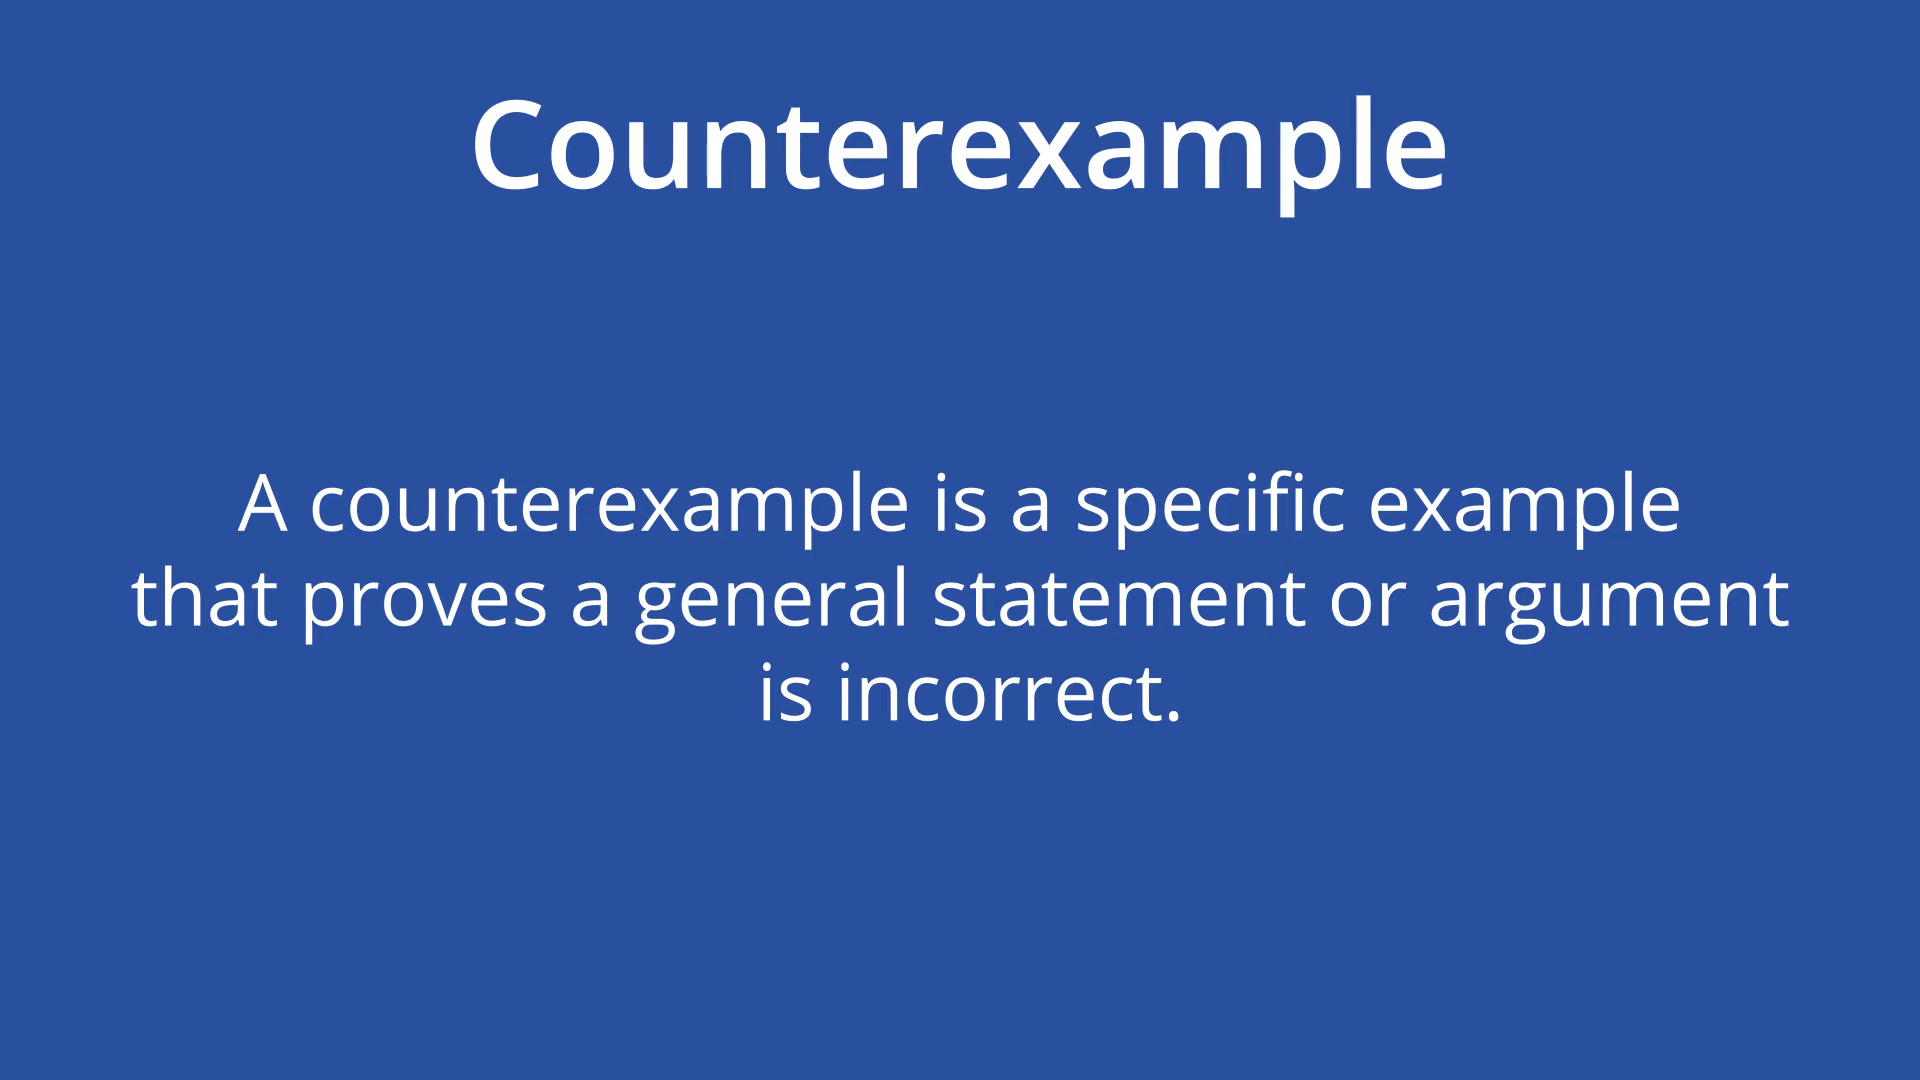 Counterexample
A counterexample is a specific example
that proves a general statement or argument
is incorrect.